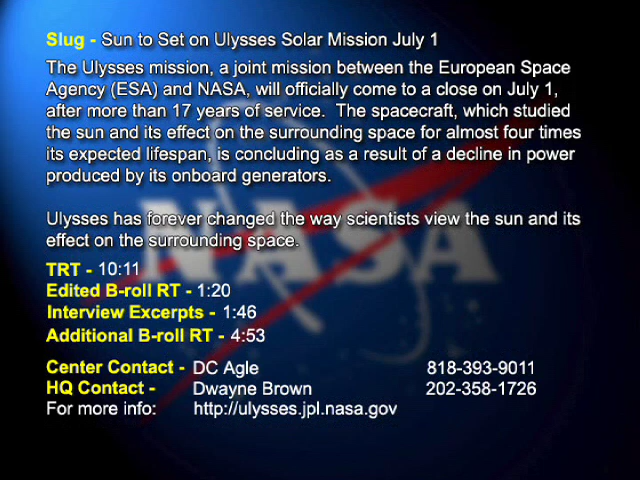 Slug - Sun to Set on Ulysses Solar Mission July 1
The Ulysses mission, a joint mission between the European Space
Agency (ESA) and NASA, will officially come to a close on July 1,
after more than 17 years of service.  The spacecraft, which studied
the sun and its effect on the surrounding space for almost four times
its expected lifespan, is concluding as a result of a decline in power
produced by its onboard generators.
Ulysses has forever changed the way scientists view the sun and its
effect on the surrounding space.
NASA
TRT - 10:11
Edited B-roll RT - 1:20
Interview Excerpts - 1:46
Additional B-roll RT - 4:53
Center Contact - DC Agle 818-393-9011
HQ Contact - Dwayne Brown 202-358-1726
For more info: http://ulysses.jpl.nasa.gov